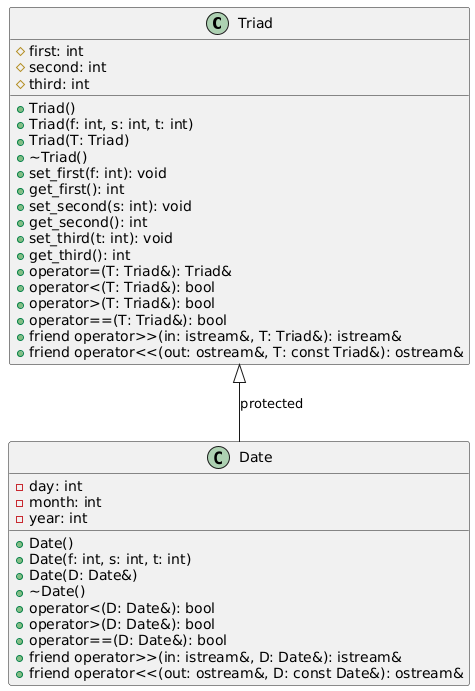 C Triad
first: int
second: int
third: int
Triad()
Triad(f: int, s: int, t: int)
Triad(T: Triad)
~Triad()
set_first(f: int): void
get_first(): int
set_second(s: int): void
get_second(): int
set_third(t: int): void
get_third(): int
operator=(T: Triad&): Triad&
operator<(T: Triad&): bool
operator>(T: Triad&): bool
operator==(T: Triad&): bool
friend operator>>(in: istream&, T: Triad&): istream&
friend operator<<(out: ostream&, T: const Triad&): ostream&
protected
C Date
day: int
month: int
year: int
Date()
Date(f: int, s: int, t: int)
Date(D: Date&)
~Date()
operator<(D: Date&): bool
operator>(D: Date&): bool
operator==(D: Date&): bool
friend operator>>(in: istream&, D: Date&): istream&
friend operator<<(out: ostream&, D: const Date&): ostream&